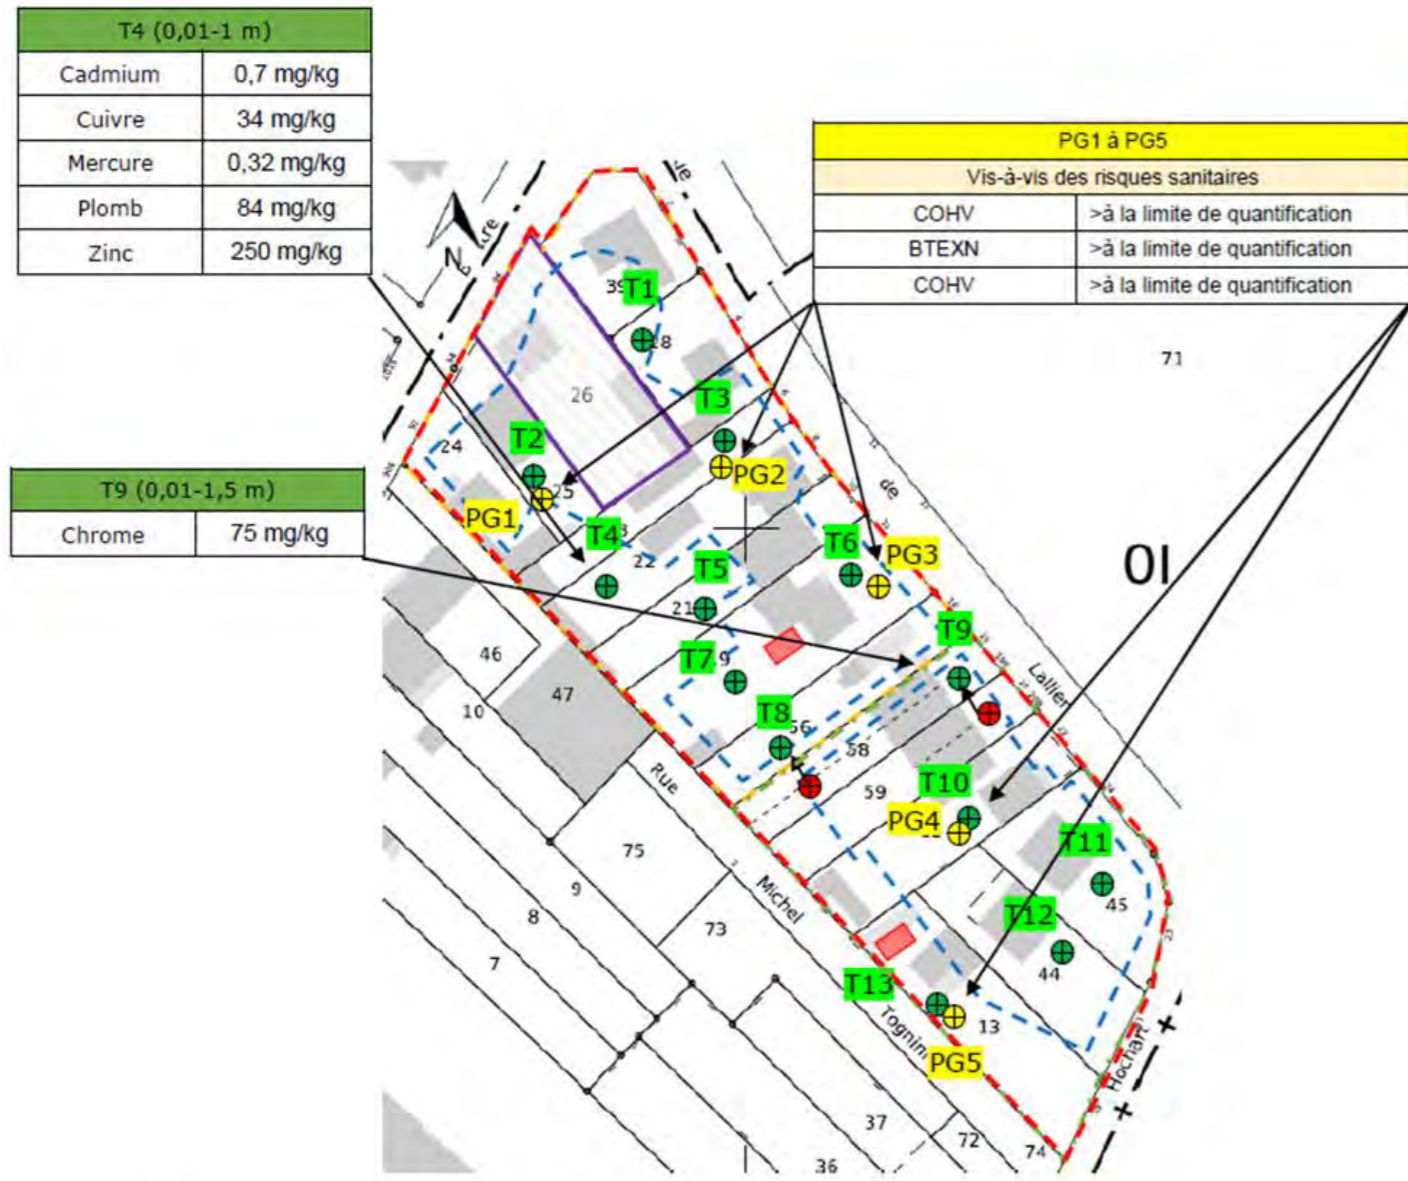 T4 (0,01-1 m)
Cadmium 0,7 mg/kg
Cuivre 34 mg/kg
Mercure 0,32 mg/kg
Plomb 84 mg/kg
Zinc 250 mg/kg
PG1 à PG5
Vis-à-vis des risques sanitaires
COHV >à la limite de quantification
BTEXN >à la limite de quantification
COHV >à la limite de quantification
T9 (0,01-1,5 m)
Chrome 75 mg/kg
N
T1
71
26
T3
24
T2
PG2
25
de
PG1
T4
22
T5
T6
PG3
OI
21
T9
46
T7
47
Lallier
10
T8
56
58
Rue
T10
59
PG4
75
T11
9
Michel
45
8
73
T12
44
7
T13
Tognini
13
PG5
Hochart
37
72
74
36